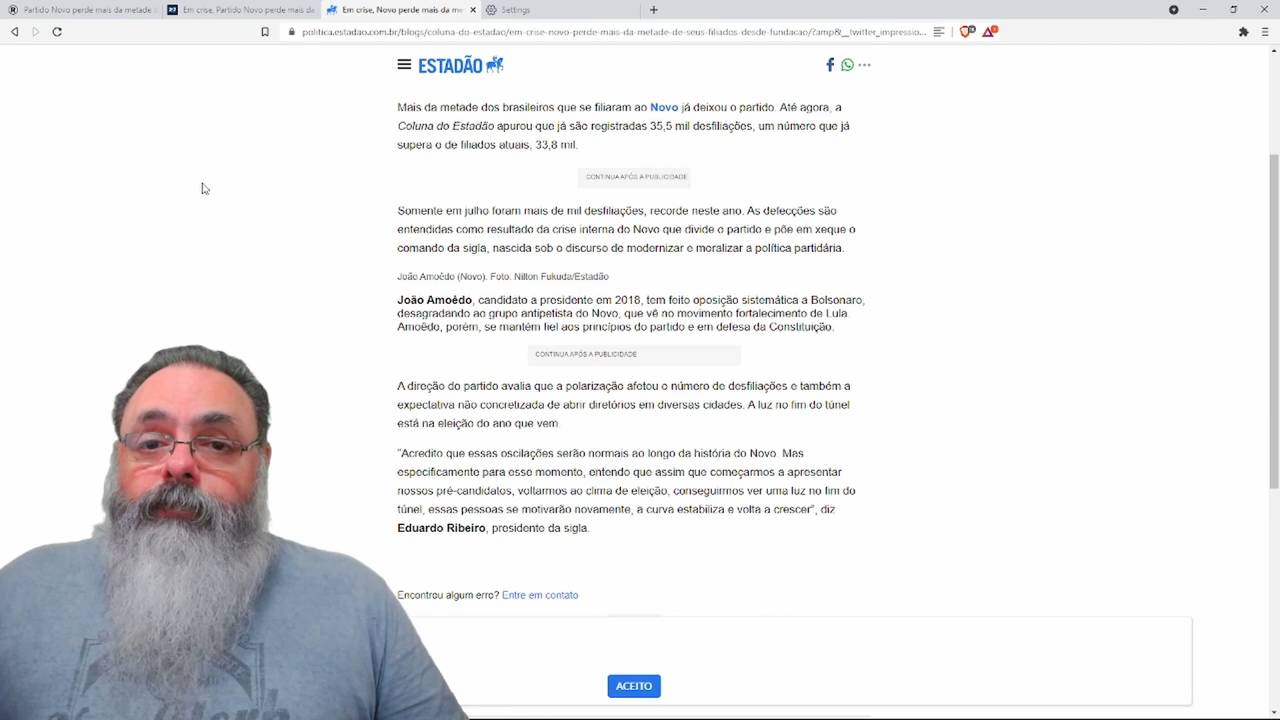 Partido Novo perde mais da metade d
Em crise, Partido Novo perde mais da
Em crise, Novo perde mais da me
Settings
politica.estadao.com.br/blogs/coluna-do-estadao/em-crise-novo-perde-mais-da-metade-de-seus-filiados-desde-fundacao/?amp&__twitter_impressio...
ESTADÃO
Mais da metade dos brasileiros que se filiaram ao Novo já deixou o partido. Até agora, a
Coluna do Estadão apurou que já são registradas 35,5 mil desfiliações, um número que já
supera o de filiados atuais, 33,8 mil.
CONTINUA APÓS A PUBLICIDADE
Somente em julho foram mais de mil desfiliações, recorde neste ano. As defecções são
entendidas como resultado da crise interna do Novo que divide o partido e põe em xeque o
comando da sigla, nascida sob o discurso de modernizar e moralizar a política partidária.
João Amoêdo (Novo). Foto: Nilton Fukuda/Estadão
João Amoêdo, candidato a presidente em 2018, tem feito oposição sistemática a Bolsonaro,
desagradando ao grupo antipetista do Novo, que vê no movimento fortalecimento de Lula.
Amoêdo, porém, se mantém fiel aos princípios do partido e em defesa da Constituição.
CONTINUA APÓS A PUBLICIDADE
A direção do partido avalia que a polarização afetou o número de desfiliações e também a
expectativa não concretizada de abrir diretórios em diversas cidades. A luz no fim do túnel
está na eleição do ano que vem.
"Acredito que essas oscilações serão normais ao longo da história do Novo. Mas
especificamente para esse momento, entendo que assim que começarmos a apresentar
nossos pré-candidatos, voltarmos ao clima de eleição, conseguirmos ver uma luz no fim do
túnel, essas pessoas se motivarão novamente, a curva estabiliza e volta a crescer", diz
Eduardo Ribeiro, presidente da sigla.
Encontrou algum erro? Entre em contato
ACEITO